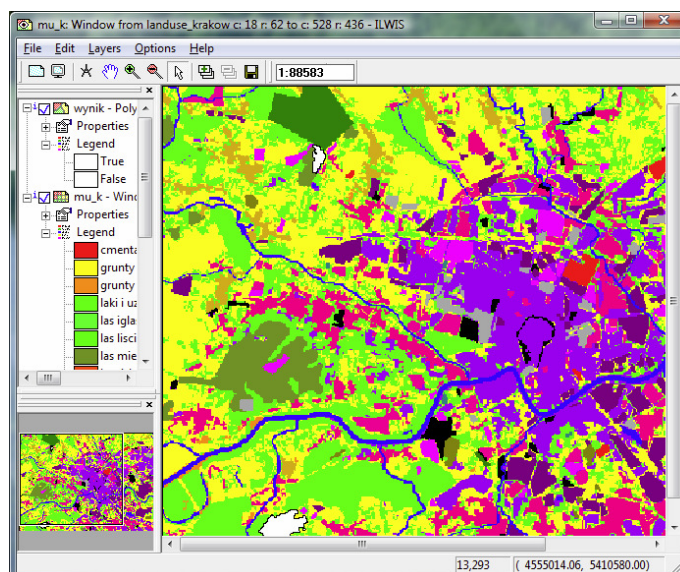 mu_k: Window from landuse_krakow c: 18 r: 62 to c: 528 r: 436 - ILWIS
File Edit Layers Options Help
1:88583
wynik - Poly
Properties
Legend
True
False
mu_k - Wind
Properties
Legend
cmenta
grunty
grunty
laki i uz
las igla
las lisci
las mie
13,293 ( 4555014.06, 5410580.00)